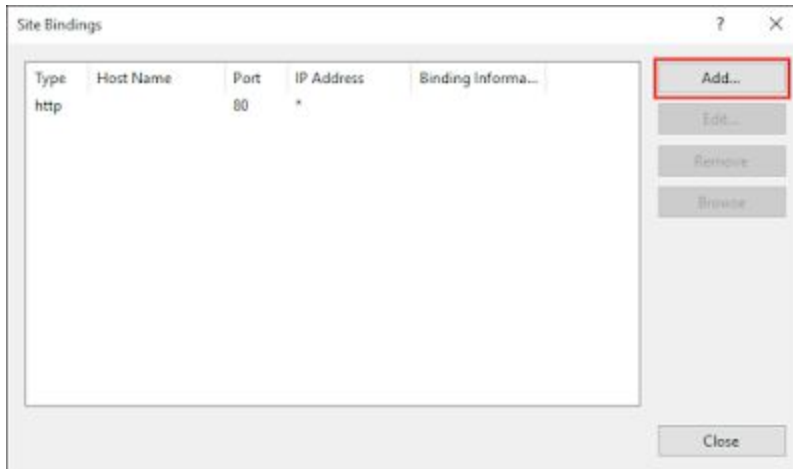 Site Bindings ? ×
Type Host Name Port IP Address Binding Informa...
http 80 *
Add...
Edit...
Remove
Browse
Close